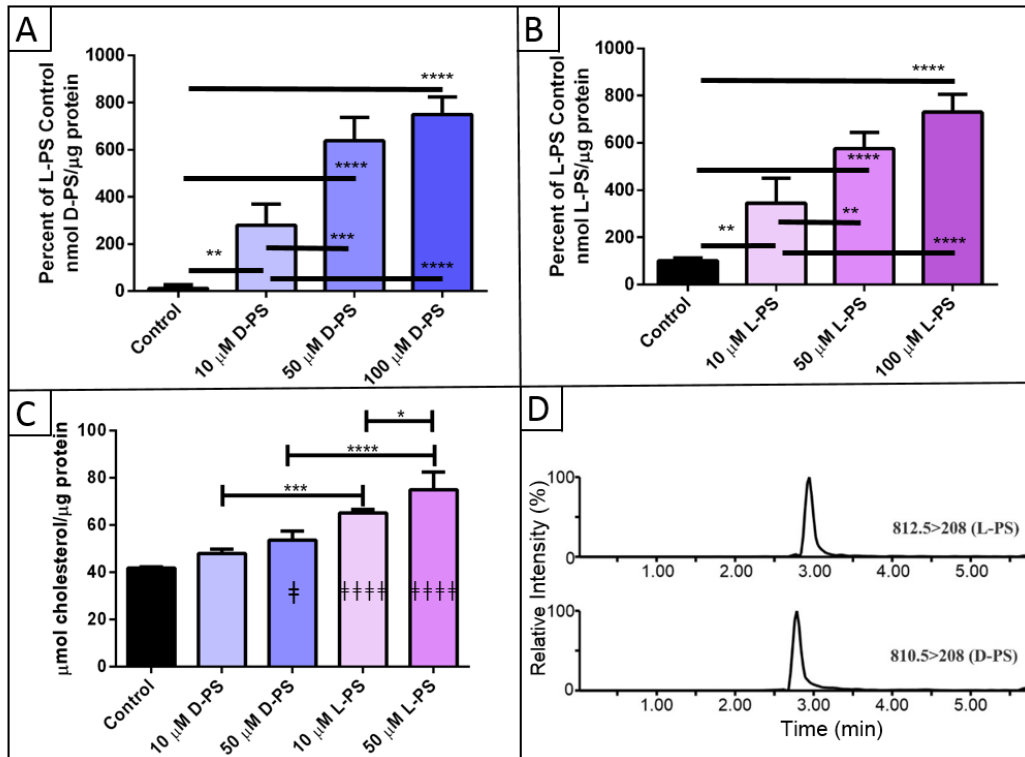 A
Percent of L-PS Control
nmol D-PS/μg protein
1000
800
600
400
200
0
**
***
****
****
****
Control
10 μM D-PS
50 μM D-PS
100 μM D-PS
B
Percent of L-PS Control
nmol L-PS/μg protein
1000
800
600
400
200
0
**
**
****
****
****
Control
10 μM L-PS
50 μM L-PS
100 μM L-PS
C
μmol cholesterol/μg protein
100
80
60
40
20
0
*
****
***
‡
‡‡‡‡
‡‡‡‡
Control
10 μM D-PS
50 μM D-PS
10 μM L-PS
50 μM L-PS
D
Relative Intensity (%)
100
0
812.5>208 (L-PS)
1.00 2.00 3.00 4.00 5.00
100
0
810.5>208 (D-PS)
1.00 2.00 3.00 4.00 5.00
Time (min)